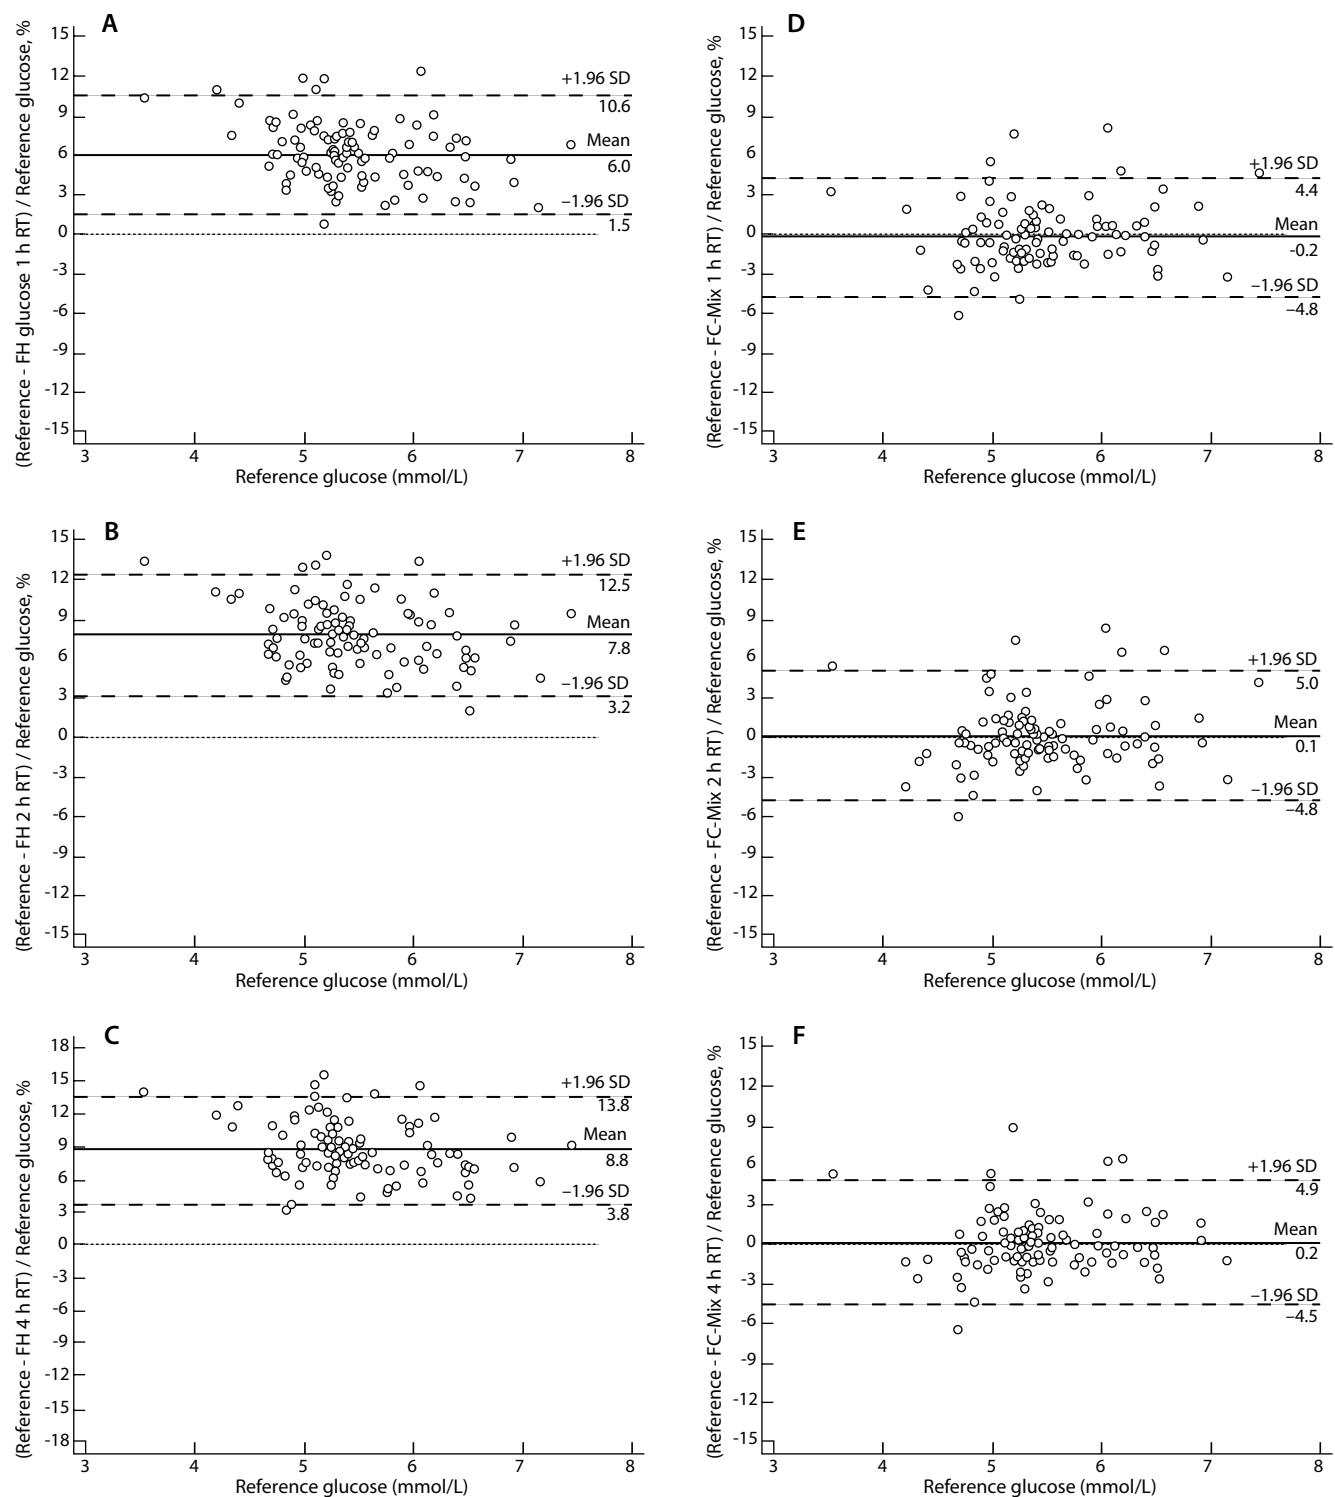 A
(Reference - FH glucose 1 h RT) / Reference glucose, %
15
12
9
6
3
0
-3
-6
-9
-12
-15
+1.96 SD
10.6
Mean
6.0
−1.96 SD
1.5
3 4 5 6 7 8
Reference glucose (mmol/L)
D
(Reference - FC-Mix 1 h RT) / Reference glucose, %
15
12
9
6
3
0
-3
-6
-9
-12
-15
+1.96 SD
4.4
Mean
-0.2
−1.96 SD
−4.8
3 4 5 6 7 8
Reference glucose (mmol/L)
B
(Reference - FH 2 h RT) / Reference glucose, %
15
12
9
6
3
0
-3
-6
-9
-12
-15
+1.96 SD
12.5
Mean
7.8
−1.96 SD
3.2
3 4 5 6 7 8
Reference glucose (mmol/L)
E
(Reference - FC-Mix 2 h RT) / Reference glucose, %
15
12
9
6
3
0
-3
-6
-9
-12
-15
+1.96 SD
5.0
Mean
0.1
−1.96 SD
−4.8
3 4 5 6 7 8
Reference glucose (mmol/L)
C
(Reference - FH 4 h RT) / Reference glucose, %
18
15
12
9
6
3
0
-3
-6
-9
-12
-15
-18
+1.96 SD
13.8
Mean
8.8
−1.96 SD
3.8
3 4 5 6 7 8
Reference glucose (mmol/L)
F
(Reference - FC-Mix 4 h RT) / Reference glucose, %
15
12
9
6
3
0
-3
-6
-9
-12
-15
+1.96 SD
4.9
Mean
0.2
−1.96 SD
−4.5
3 4 5 6 7 8
Reference glucose (mmol/L)